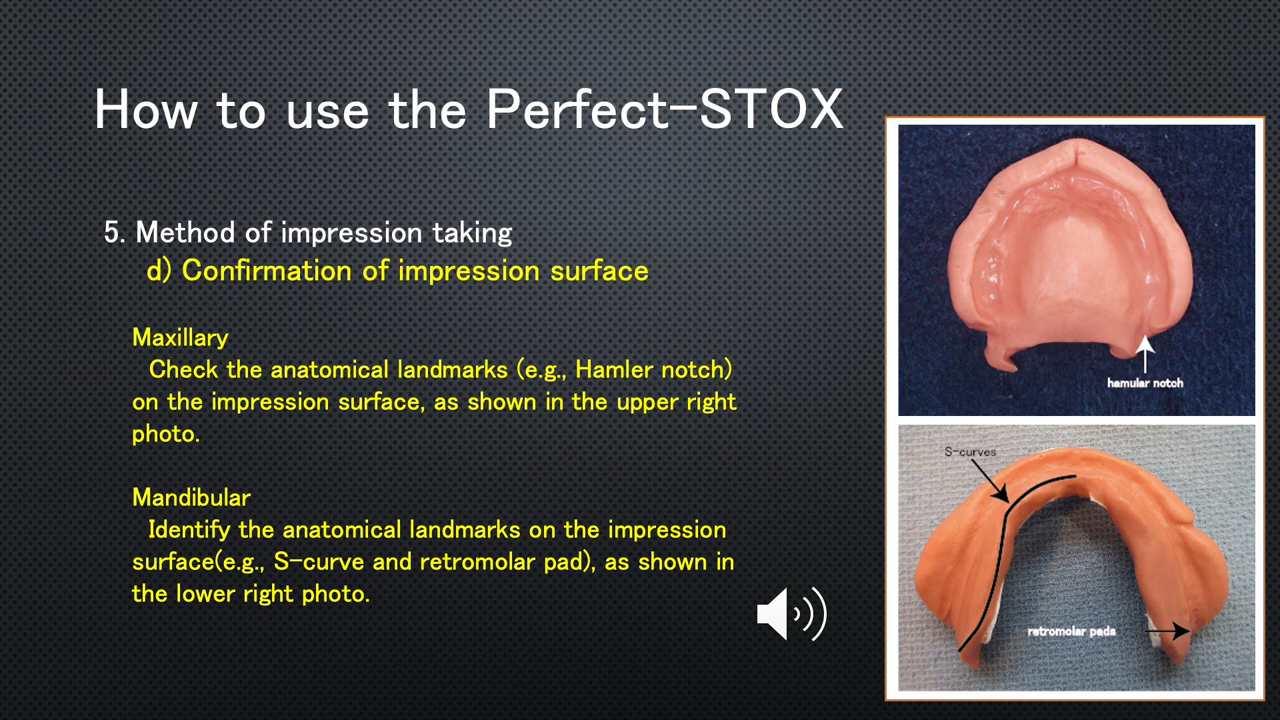 How to use the Perfect-STOX
5. Method of impression taking
d) Confirmation of impression surface
Maxillary
Check the anatomical landmarks (e.g., Hamler notch)
on the impression surface, as shown in the upper right
photo.
Mandibular
Identify the anatomical landmarks on the impression
surface(e.g., S-curve and retromolar pad), as shown in
the lower right photo.
hamular notch
S-curves
retromolar pads